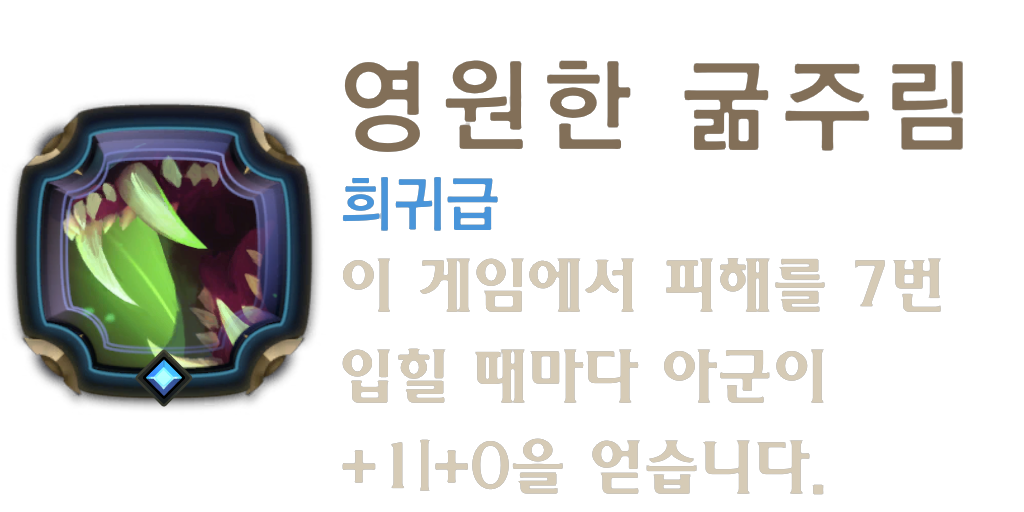 영원한 굶주림
희귀급
이 게임에서 피해를 7번
입힐 때마다 아군이
+1|+0을 얻습니다.